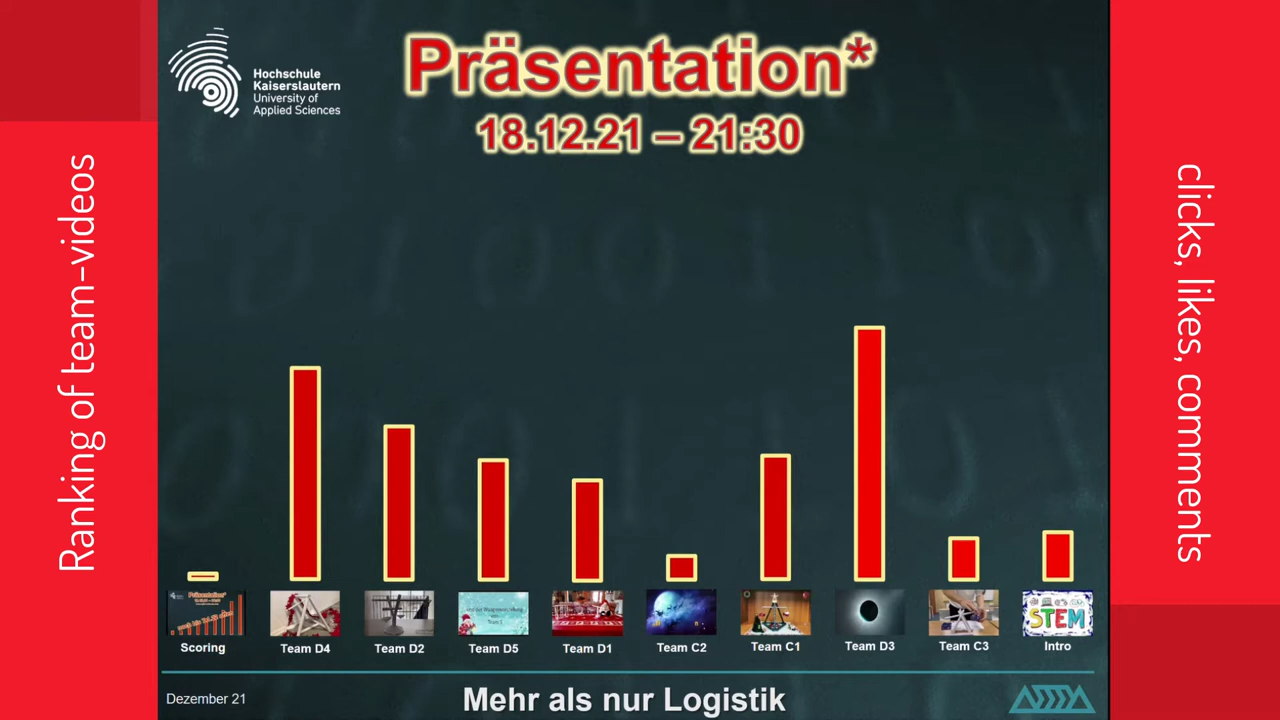 Ranking of team-videos
Hochschule
Kaiserslautern
University of
Applied Sciences
Präsentation*
18.12.21 – 21:30
clicks, likes, comments
Präsentation*
STEM
Scoring
Team D4
Team D2
Team D5
Team D1
Team C2
Team C1
Team D3
Team C3
Intro
Dezember 21
Mehr als nur Logistik